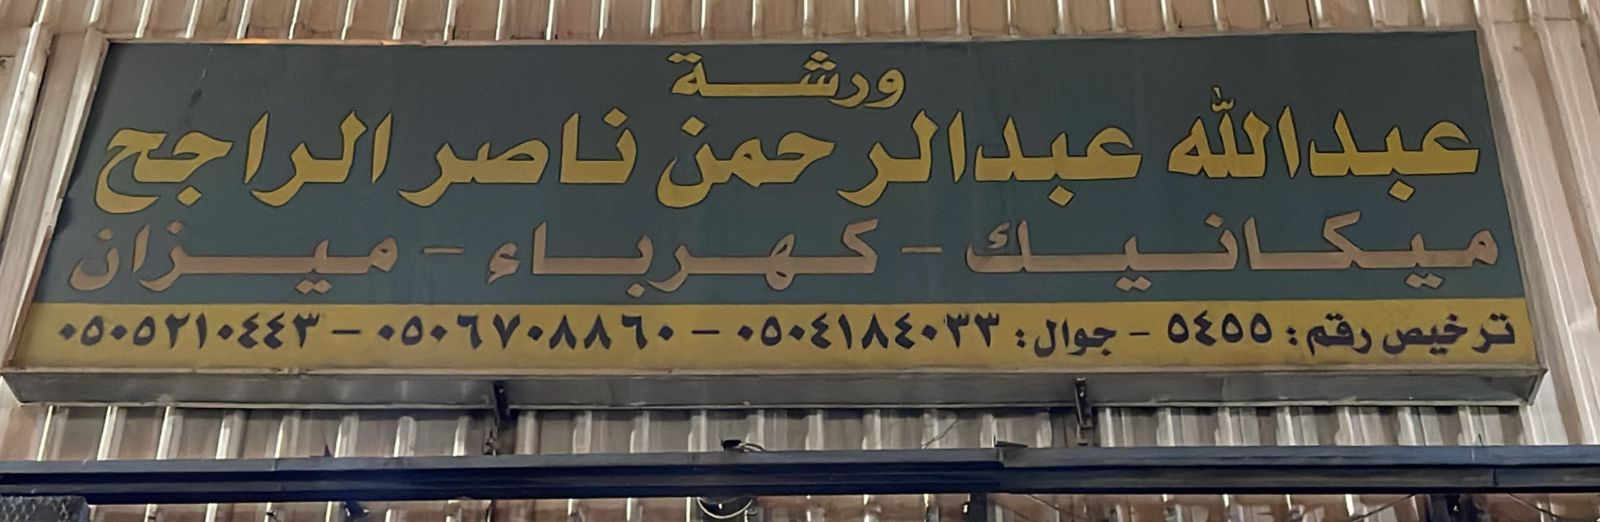 ورشة
عبدالله عبدالرحمن ناصر الراجح
ميكانيك - كهرباء - ميزان
ترخيص رقم: ٥٤٥٥ - جوال: ٠٥٠٤١٨٤٠٣٣ - ٠٥٠٦٧٠٨٨٦٠ - ٠٥٠٥٢١٠٤٤٣